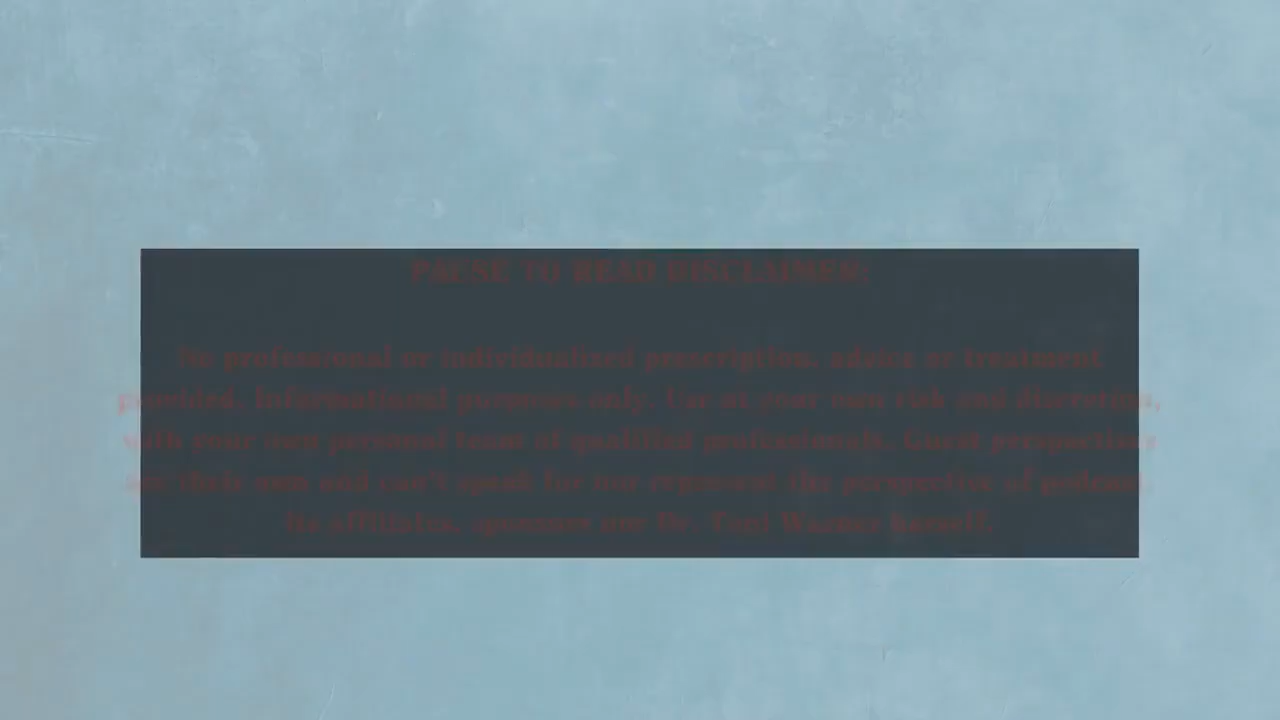 PAUSE TO READ DISCLAIMER:
No professional or individualized prescription, advice or treatment
provided. Informational purposes only. Use at your own risk and discretion,
with your own personal team of qualified professionals. Guest perspectives
are their own and can't speak for nor represent the perspective of podcast
its affiliates, sponsors nor Dr. Toni Warner herself.